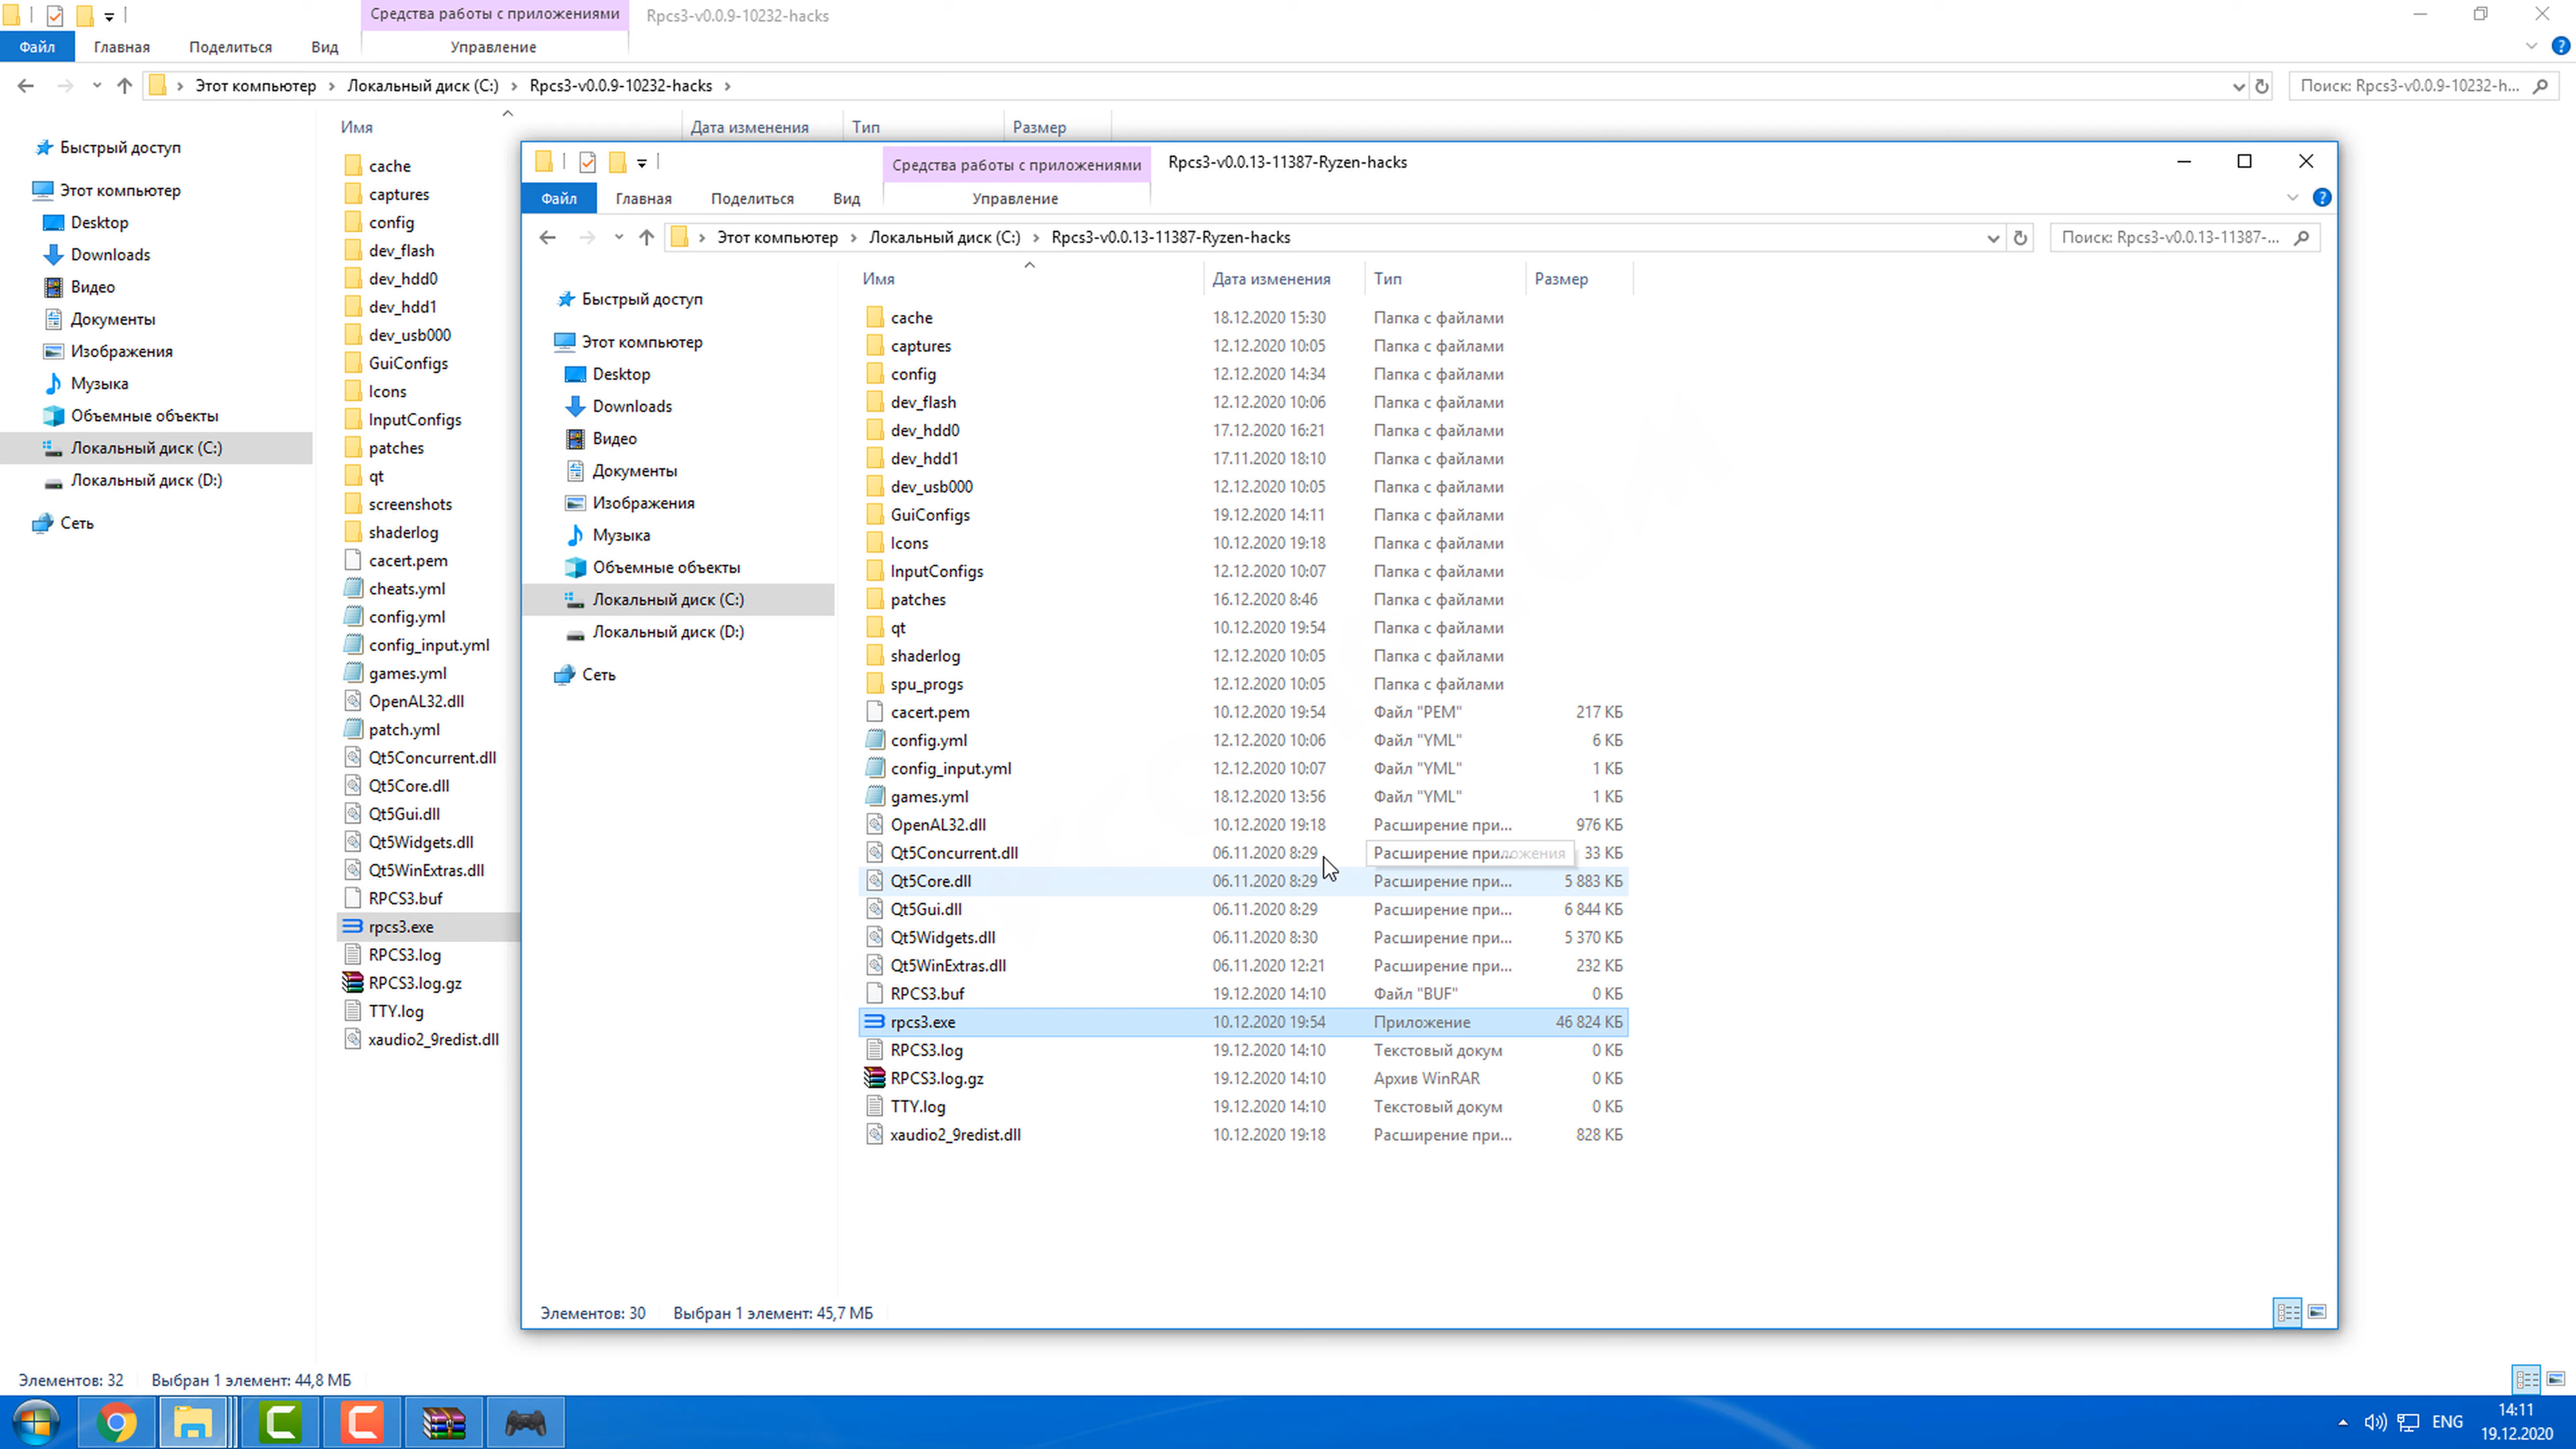 Средства работы с приложениями
Rpcs3-v0.0.9-10232-hacks
Файл
Главная
Поделиться
Вид
Управление
Этот компьютер
Локальный диск (C:)
Rpcs3-v0.0.9-10232-hacks
Поиск: Rpcs3-v0.0.9-10232-h...
Имя
Дата изменения
Тип
Размер
Быстрый доступ
Этот компьютер
Desktop
Downloads
Видео
Документы
Изображения
Музыка
Объемные объекты
Локальный диск (C:)
Локальный диск (D:)
Сеть
cache
captures
config
dev_flash
dev_hdd0
dev_hdd1
dev_usb000
GuiConfigs
Icons
InputConfigs
patches
qt
screenshots
shaderlog
cacert.pem
cheats.yml
config.yml
config_input.yml
games.yml
OpenAL32.dll
patch.yml
Qt5Concurrent.dll
Qt5Core.dll
Qt5Gui.dll
Qt5Widgets.dll
Qt5WinExtras.dll
RPCS3.buf
rpcs3.exe
RPCS3.log
RPCS3.log.gz
TTY.log
xaudio2_9redist.dll
Средства работы с приложениями
Rpcs3-v0.0.13-11387-Ryzen-hacks
Файл
Главная
Поделиться
Вид
Управление
Этот компьютер
Локальный диск (C:)
Rpcs3-v0.0.13-11387-Ryzen-hacks
Поиск: Rpcs3-v0.0.13-11387-...
Быстрый доступ
Этот компьютер
Desktop
Downloads
Видео
Документы
Изображения
Музыка
Объемные объекты
Локальный диск (C:)
Локальный диск (D:)
Сеть
Имя Дата изменения Тип Размер
cache 18.12.2020 15:30 Папка с файлами
captures 12.12.2020 10:05 Папка с файлами
config 12.12.2020 14:34 Папка с файлами
dev_flash 12.12.2020 10:06 Папка с файлами
dev_hdd0 17.12.2020 16:21 Папка с файлами
dev_hdd1 17.11.2020 18:10 Папка с файлами
dev_usb000 12.12.2020 10:05 Папка с файлами
GuiConfigs 19.12.2020 14:11 Папка с файлами
Icons 10.12.2020 19:18 Папка с файлами
InputConfigs 12.12.2020 10:07 Папка с файлами
patches 16.12.2020 8:46 Папка с файлами
qt 10.12.2020 19:54 Папка с файлами
shaderlog 12.12.2020 10:05 Папка с файлами
spu_progs 12.12.2020 10:05 Папка с файлами
cacert.pem 10.12.2020 19:54 Файл "PEM" 217 КБ
config.yml 12.12.2020 10:06 Файл "YML" 6 КБ
config_input.yml 12.12.2020 10:07 Файл "YML" 1 КБ
games.yml 18.12.2020 13:56 Файл "YML" 1 КБ
OpenAL32.dll 10.12.2020 19:18 Расширение при... 976 КБ
Qt5Concurrent.dll 06.11.2020 8:29 Расширение при...ложения 33 КБ
Qt5Core.dll 06.11.2020 8:29 Расширение при... 5 883 КБ
Qt5Gui.dll 06.11.2020 8:29 Расширение при... 6 844 КБ
Qt5Widgets.dll 06.11.2020 8:30 Расширение при... 5 370 КБ
Qt5WinExtras.dll 06.11.2020 12:21 Расширение при... 232 КБ
RPCS3.buf 19.12.2020 14:10 Файл "BUF" 0 КБ
rpcs3.exe 10.12.2020 19:54 Приложение 46 824 КБ
RPCS3.log 19.12.2020 14:10 Текстовый докум 0 КБ
RPCS3.log.gz 19.12.2020 14:10 Архив WinRAR 0 КБ
TTY.log 19.12.2020 14:10 Текстовый докум 0 КБ
xaudio2_9redist.dll 10.12.2020 19:18 Расширение при... 828 КБ
Элементов: 30 Выбран 1 элемент: 45,7 МБ
Элементов: 32 Выбран 1 элемент: 44,8 МБ
ENG
14:11
19.12.2020